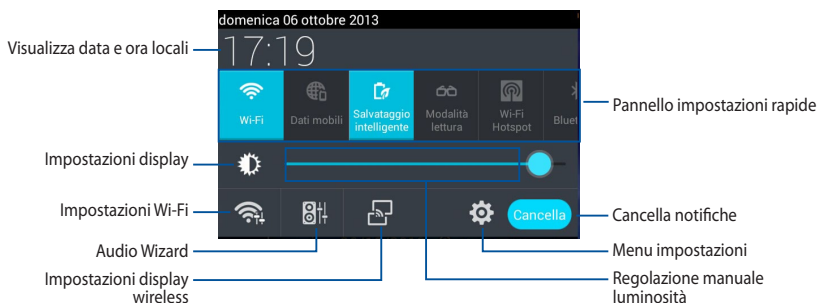 domenica 06 ottobre 2013
Visualizza data e ora locali
17:19
Wi-Fi
Dati mobili
Salvataggio
intelligente
Modalità
lettura
Wi-Fi
Hotspot
Bluet
Pannello impostazioni rapide
Impostazioni display
Impostazioni Wi-Fi
Cancella
Cancella notifiche
Audio Wizard
Menu impostazioni
Impostazioni display
wireless
Regolazione manuale
luminosità